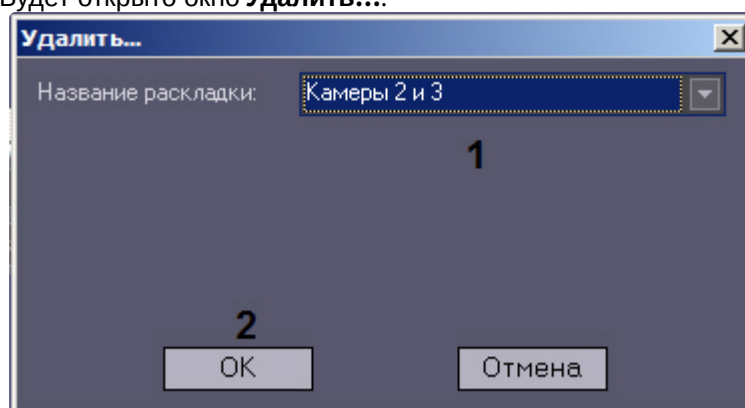 Будет открыто окно Удалить....
Удалить...
Название раскладки: Камеры 2 и 3
1
2
OK Отмена